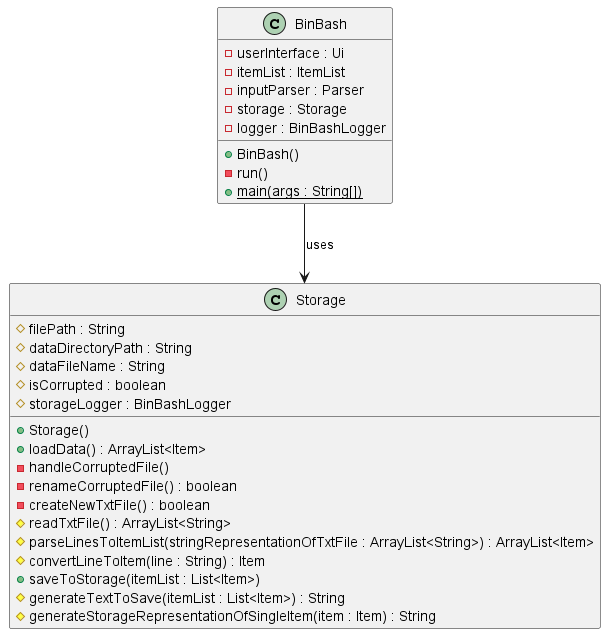 C BinBash
userInterface : Ui
itemList : ItemList
inputParser : Parser
storage : Storage
logger : BinBashLogger
BinBash()
run()
main(args : String[])
uses
C Storage
filePath : String
dataDirectoryPath : String
dataFileName : String
isCorrupted : boolean
storageLogger : BinBashLogger
Storage()
loadData() : ArrayList<Item>
handleCorruptedFile()
renameCorruptedFile() : boolean
createNewTxtFile() : boolean
readTxtFile() : ArrayList<String>
parseLinesToItemList(stringRepresentationOfTxtFile : ArrayList<String>) : ArrayList<Item>
convertLineToItem(line : String) : Item
saveToStorage(itemList : List<Item>)
generateTextToSave(itemList : List<Item>) : String
generateStorageRepresentationOfSingleItem(item : Item) : String